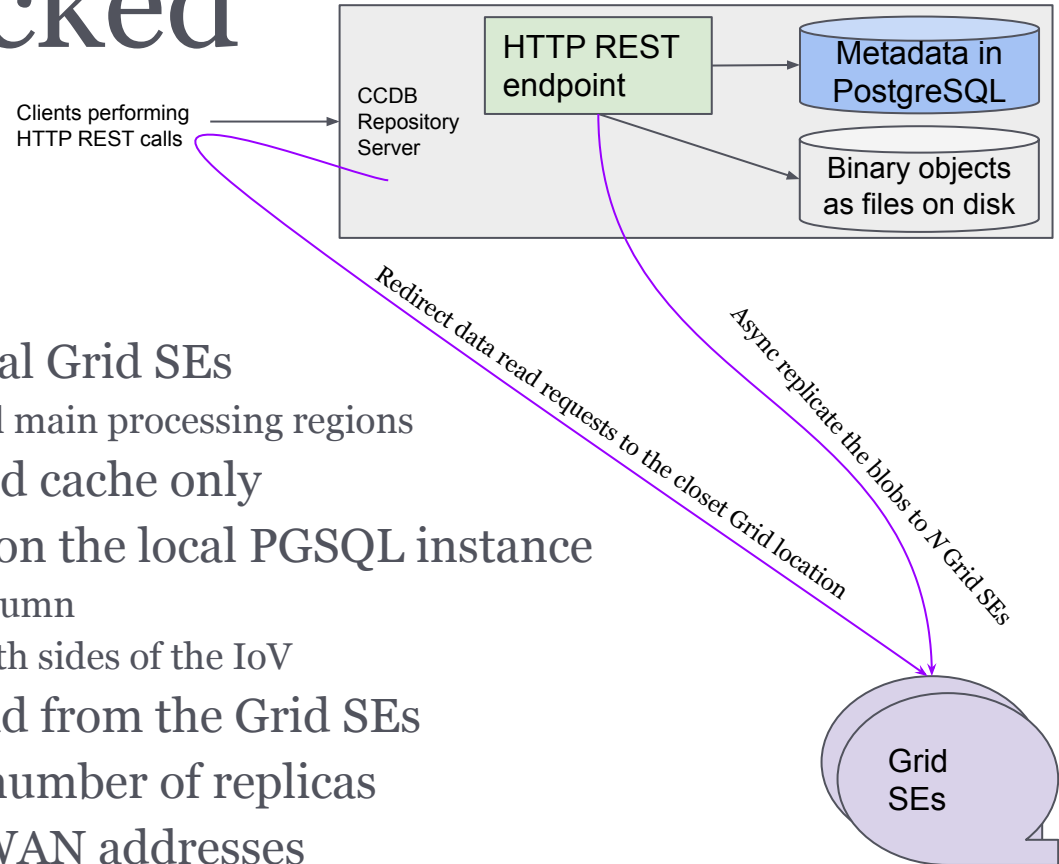 cked
HTTP REST
endpoint
Metadata in
PostgreSQL
Clients performing
HTTP REST calls
CCDB
Repository
Server
Binary objects
as files on disk
Redirect data read requests to the closet Grid location
Async replicate the blobs to N Grid SEs
al Grid SEs
main processing regions
d cache only
on the local PGSQL instance
umn
th sides of the IoV
d from the Grid SEs
number of replicas
WAN addresses
Grid
SEs